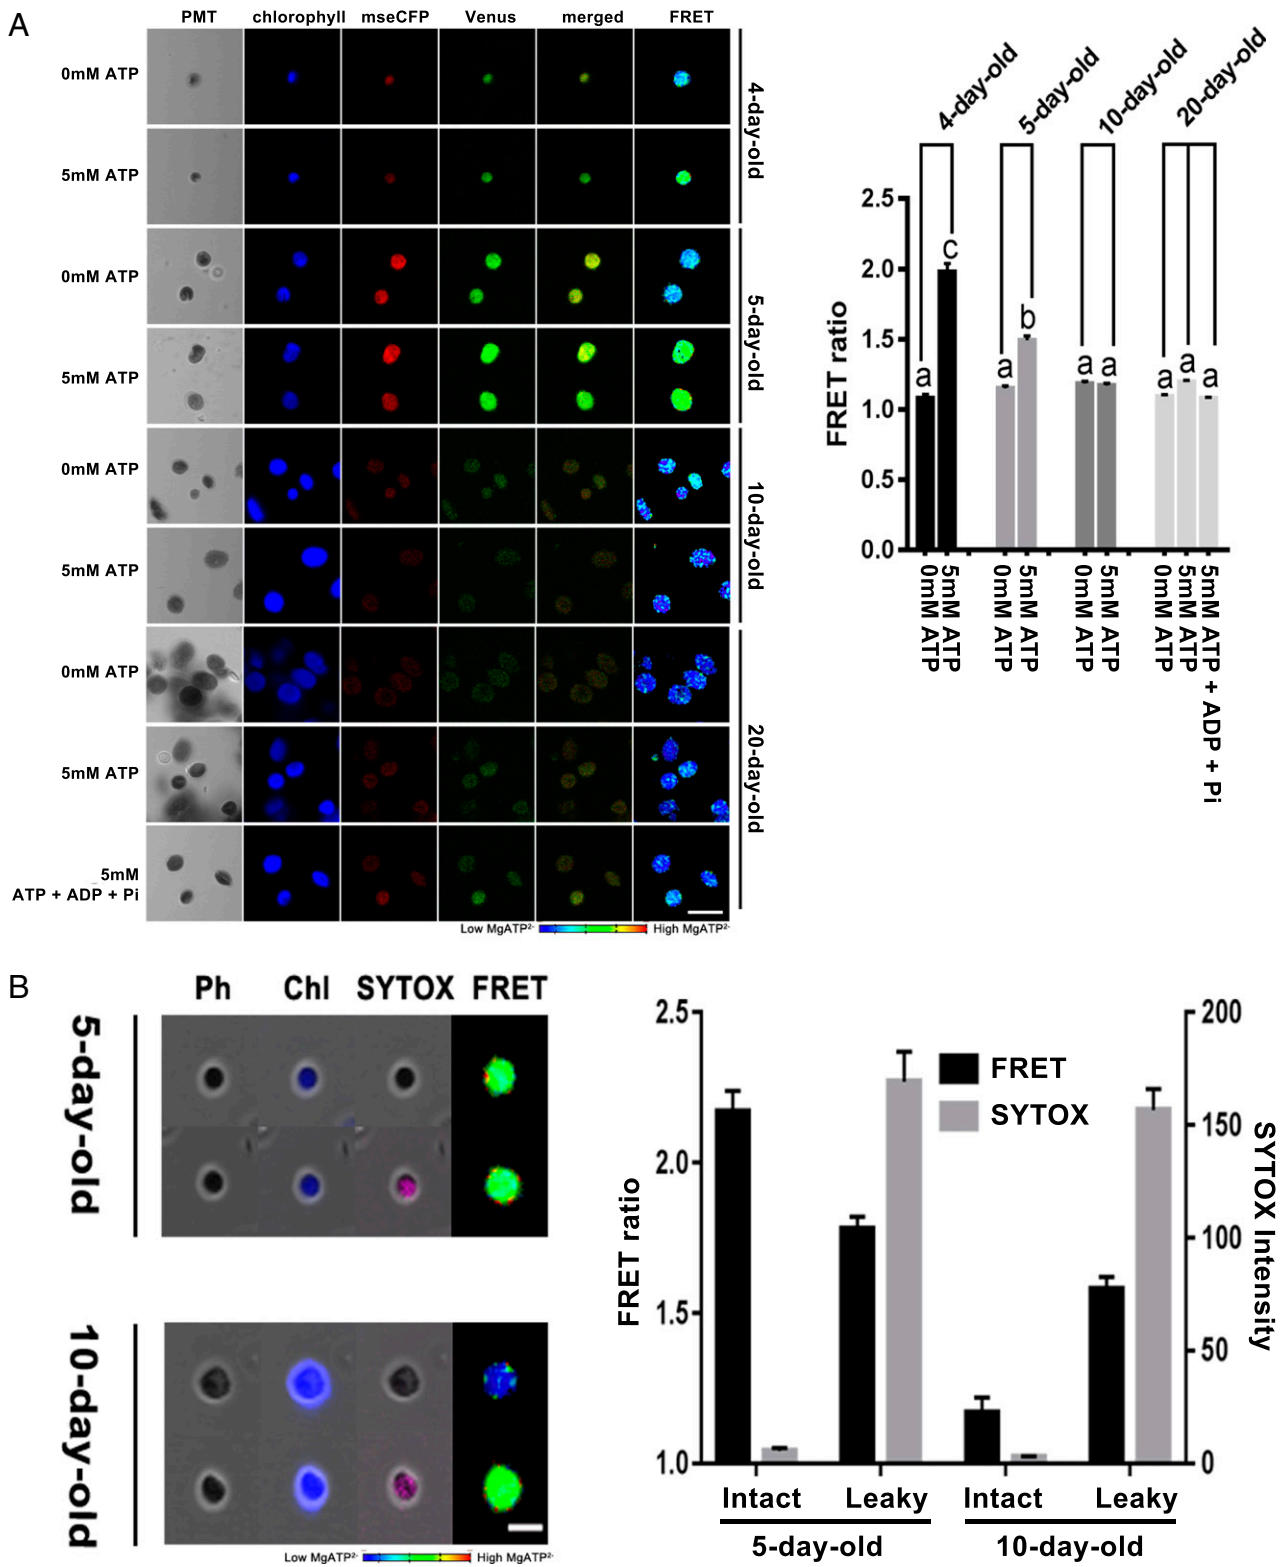 A
PMT chlorophyll mseCFP Venus merged FRET
0mM ATP
5mM ATP
4-day-old
0mM ATP
5mM ATP
5-day-old
0mM ATP
5mM ATP
10-day-old
0mM ATP
5mM ATP
5mM
ATP + ADP + Pi
20-day-old
Low MgATP²⁻ High MgATP²⁻
4-day-old 5-day-old 10-day-old 20-day-old
FRET ratio
2.5
2.0
1.5
1.0
0.5
0.0
a c a b a a a a a
0mM ATP
5mM ATP
0mM ATP
5mM ATP
0mM ATP
5mM ATP
0mM ATP
5mM ATP
5mM ATP + ADP + Pi
B
Ph Chl SYTOX FRET
5-day-old
10-day-old
Low MgATP²⁻ High MgATP²⁻
FRET ratio
2.5
2.0
1.5
1.0
FRET
SYTOX
200
150
100
50
0
SYTOX Intensity
Intact Leaky Intact Leaky
5-day-old 10-day-old